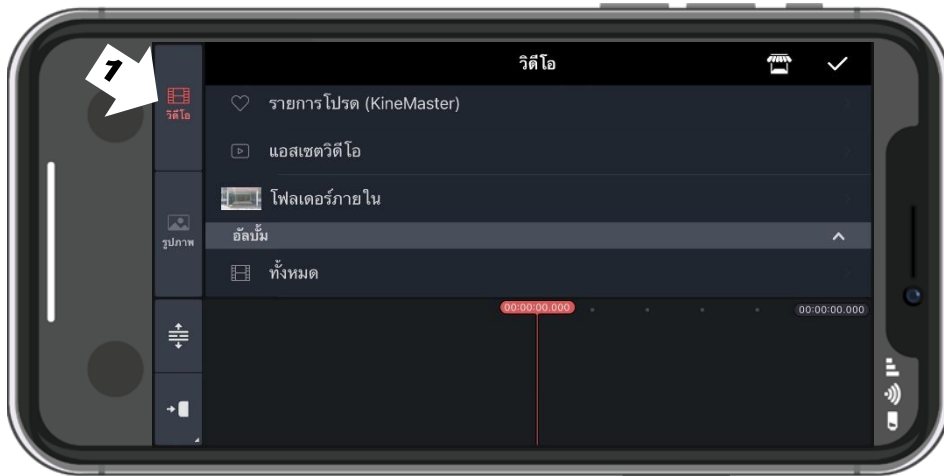 1
วิดีโอ
วิดีโอ
รายการโปรด (KineMaster)
แอสเซตวิดีโอ
โฟลเดอร์ภายใน
รูปภาพ
อัลบั้ม
ทั้งหมด
00:00:00.000
00:00:00.000